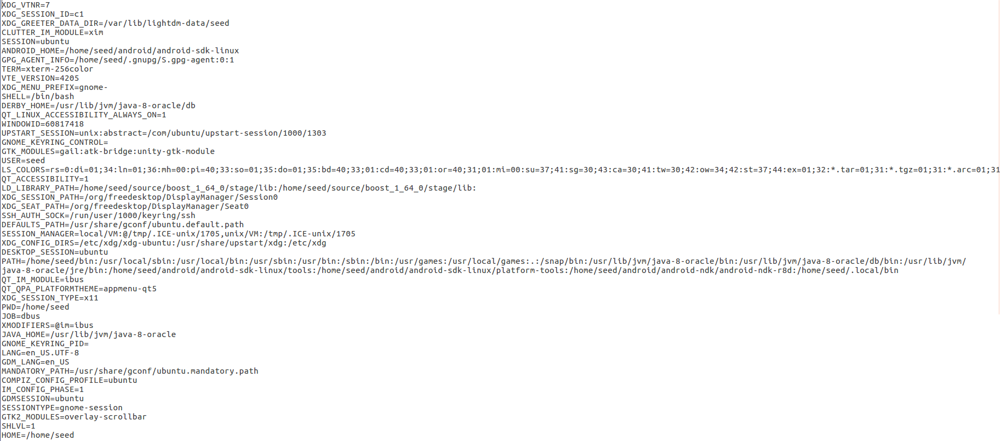 XDG_VTNR=7
XDG_SESSION_ID=c1
XDG_GREETER_DATA_DIR=/var/lib/lightdm-data/seed
CLUTTER_IM_MODULE=xim
SESSION=ubuntu
ANDROID_HOME=/home/seed/android/android-sdk-linux
GPG_AGENT_INFO=/home/seed/.gnupg/S.gpg-agent:0:1
TERM=xterm-256color
VTE_VERSION=4205
XDG_MENU_PREFIX=gnome-
SHELL=/bin/bash
DERBY_HOME=/usr/lib/jvm/java-8-oracle/db
QT_LINUX_ACCESSIBILITY_ALWAYS_ON=1
WINDOWID=60817418
UPSTART_SESSION=unix:abstract=/com/ubuntu/upstart-session/1000/1303
GNOME_KEYRING_CONTROL=
GTK_MODULES=gail:atk-bridge:unity-gtk-module
USER=seed
LS_COLORS=rs=0:di=01;34:ln=01;36:mh=00:pi=40;33:so=01;35:do=01;35:bd=40;33;01:cd=40;33;01:or=40;31;01:mi=00:su=37;41:sg=30;43:ca=30;41:tw=30;42:ow=34;42:st=37;44:ex=01;32:*.tar=01;31:*.tgz=01;31:*.arc=01;31
QT_ACCESSIBILITY=1
LD_LIBRARY_PATH=/home/seed/source/boost_1_64_0/stage/lib:/home/seed/source/boost_1_64_0/stage/lib:
XDG_SESSION_PATH=/org/freedesktop/DisplayManager/Session0
XDG_SEAT_PATH=/org/freedesktop/DisplayManager/Seat0
SSH_AUTH_SOCK=/run/user/1000/keyring/ssh
DEFAULTS_PATH=/usr/share/gconf/ubuntu.default.path
SESSION_MANAGER=local/VM:@/tmp/.ICE-unix/1705,unix/VM:/tmp/.ICE-unix/1705
XDG_CONFIG_DIRS=/etc/xdg/xdg-ubuntu:/usr/share/upstart/xdg:/etc/xdg
DESKTOP_SESSION=ubuntu
PATH=/home/seed/bin:/usr/local/sbin:/usr/local/bin:/usr/sbin:/usr/bin:/sbin:/bin:/usr/games:/usr/local/games:.:/snap/bin:/usr/lib/jvm/java-8-oracle/bin:/usr/lib/jvm/java-8-oracle/db/bin:/usr/lib/jvm/
java-8-oracle/jre/bin:/home/seed/android/android-sdk-linux/tools:/home/seed/android/android-sdk-linux/platform-tools:/home/seed/android/android-ndk/android-ndk-r8d:/home/seed/.local/bin
QT_IM_MODULE=ibus
QT_QPA_PLATFORMTHEME=appmenu-qt5
XDG_SESSION_TYPE=x11
PWD=/home/seed
JOB=dbus
XMODIFIERS=@im=ibus
JAVA_HOME=/usr/lib/jvm/java-8-oracle
GNOME_KEYRING_PID=
LANG=en_US.UTF-8
GDM_LANG=en_US
MANDATORY_PATH=/usr/share/gconf/ubuntu.mandatory.path
COMPIZ_CONFIG_PROFILE=ubuntu
IM_CONFIG_PHASE=1
GDMSESSION=ubuntu
SESSIONTYPE=gnome-session
GTK2_MODULES=overlay-scrollbar
SHLVL=1
HOME=/home/seed